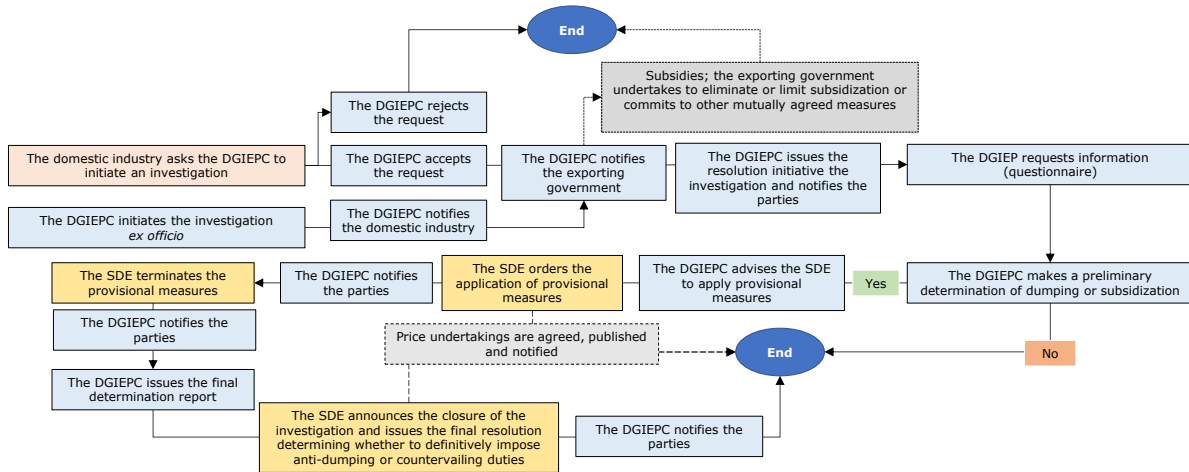 End
Subsidies; the exporting government
undertakes to eliminate or limit subsidization or
commits to other mutually agreed measures
The DGIEPC rejects
the request
The domestic industry asks the DGIEPC to
initiate an investigation
The DGIEPC accepts
the request
The DGIEPC notifies
the exporting
government
The DGIEPC issues the
resolution initiative the
investigation and notifies the
parties
The DGIEP requests information
(questionnaire)
The DGIEPC initiates the investigation
ex officio
The DGIEPC notifies
the domestic industry
The SDE terminates the
provisional measures
The DGIEPC notifies
the parties
The SDE orders the
application of provisional
measures
The DGIEPC advises the SDE
to apply provisional
measures
Yes
The DGIEPC makes a preliminary
determination of dumping or subsidization
The DGIEPC notifies the
parties
Price undertakings are agreed, published
and notified
End
No
The DGIEPC issues the final
determination report
The SDE announces the closure of the
investigation and issues the final resolution
determining whether to definitively impose
anti-dumping or countervailing duties
The DGIEPC notifies the
parties